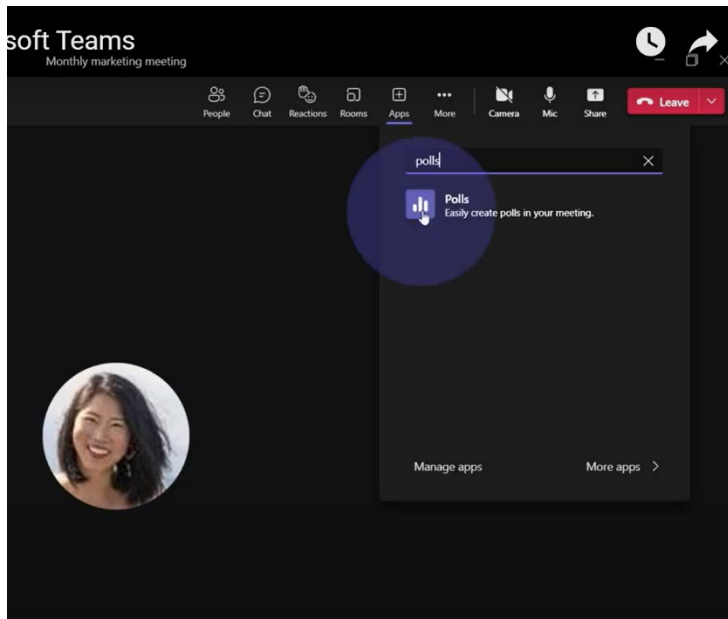 soft Teams
Monthly marketing meeting
People Chat Reactions Rooms Apps More Camera Mic Share Leave
polls
Polls
Easily create polls in your meeting.
Manage apps More apps